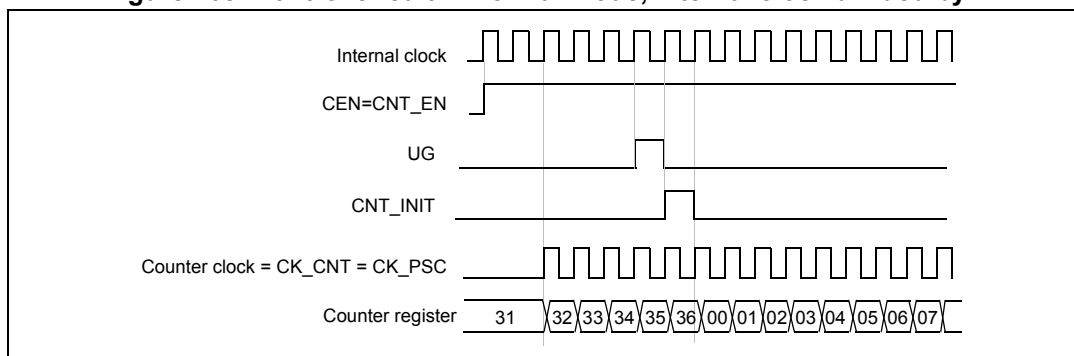 Internal clock
CEN=CNT_EN
UG
CNT_INIT
Counter clock = CK_CNT = CK_PSC
Counter register 31 32 33 34 35 36 00 01 02 03 04 05 06 07